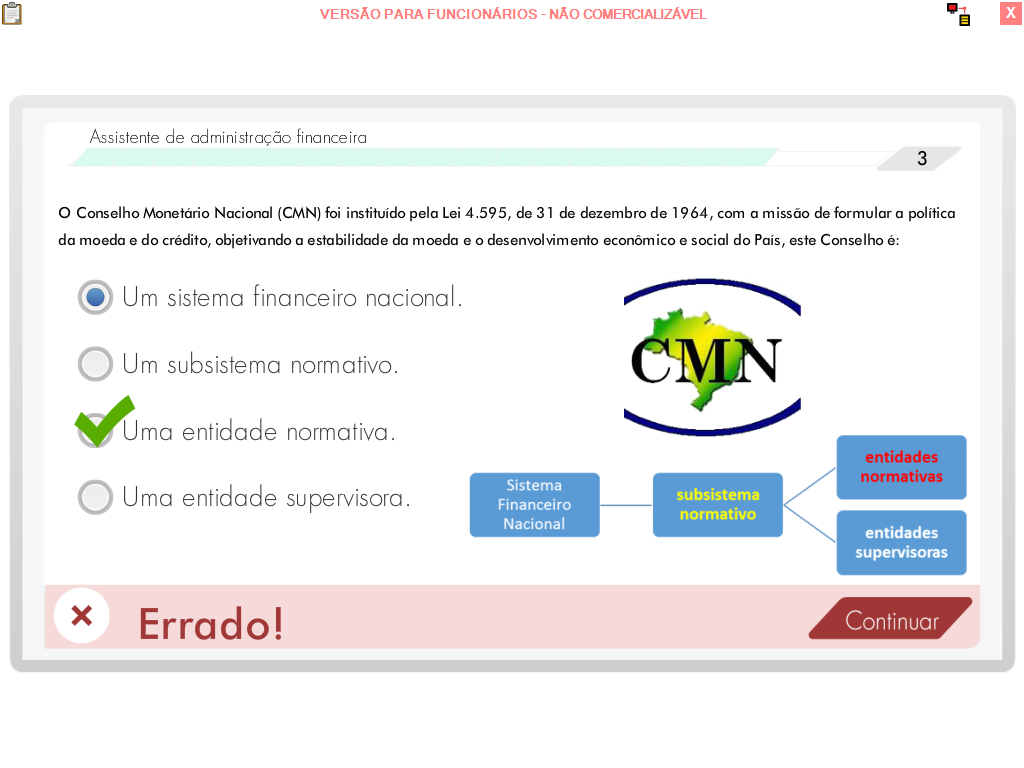 VERSÃO PARA FUNCIONÁRIOS - NÃO COMERCIALIZÁVEL
X
Assistente de administração financeira
3
O Conselho Monetário Nacional (CMN) foi instituído pela Lei 4.595, de 31 de dezembro de 1964, com a missão de formular a política
da moeda e do crédito, objetivando a estabilidade da moeda e o desenvolvimento econômico e social do País, este Conselho é:
Um sistema financeiro nacional.
Um subsistema normativo.
Uma entidade normativa.
Uma entidade supervisora.
CMN
Sistema
Financeiro
Nacional
subsistema
normativo
entidades
normativas
entidades
supervisoras
Errado!
Continuar